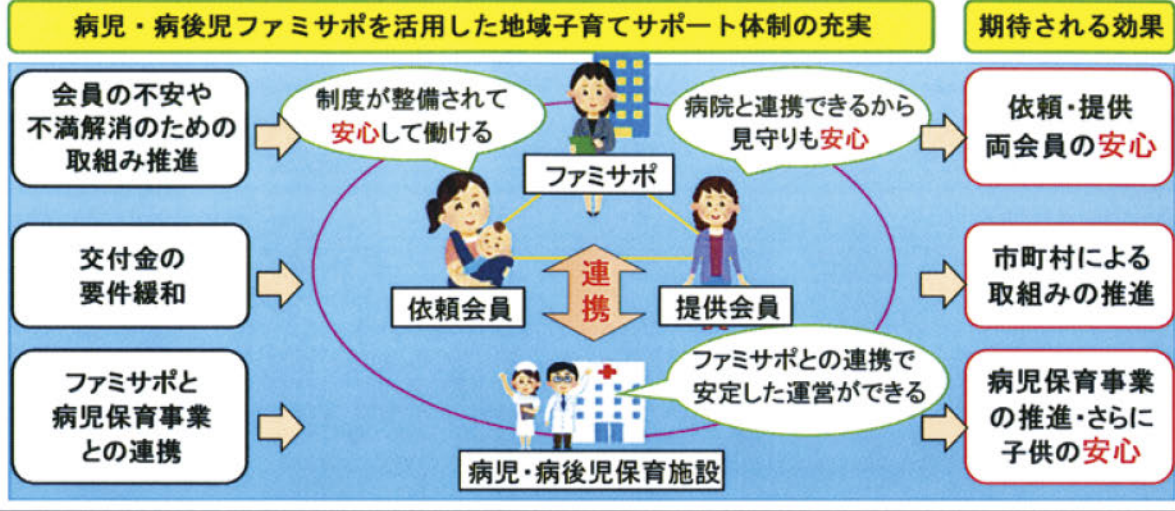 病児・病後児ファミサポを活用した地域子育てサポート体制の充実
期待される効果
会員の不安や
不満解消のための
取組み推進
制度が整備されて
安心して働ける
病院と連携できるから
見守りも安心
依頼・提供
両会員の安心
ファミサポ
交付金の
要件緩和
連携
依頼会員
提供会員
市町村による
取組みの推進
ファミサポと
病児保育事業
との連携
ファミサポとの連携で
安定した運営ができる
病児・病後児保育施設
病児保育事業
の推進・さらに
子供の安心